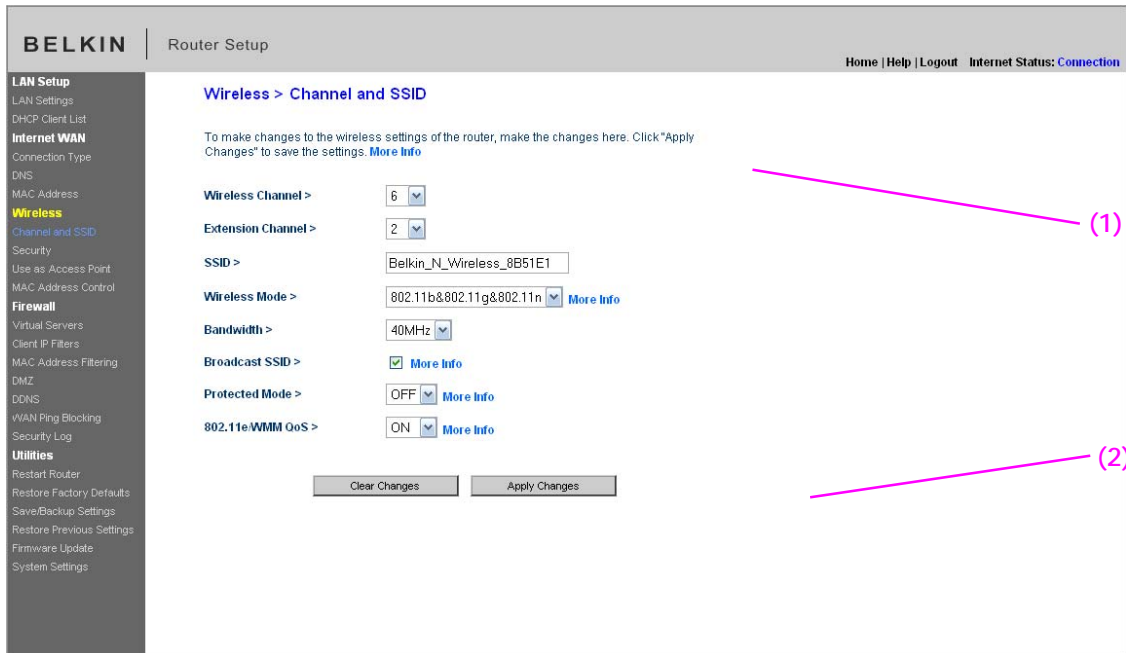 BELKIN Router Setup
Home | Help | Logout Internet Status: Connection
LAN Setup
LAN Settings
DHCP Client List
Internet WAN
Connection Type
DNS
MAC Address
Wireless
Channel and SSID
Security
Use as Access Point
MAC Address Control
Firewall
Virtual Servers
Client IP Filters
MAC Address Filtering
DMZ
DDNS
WAN Ping Blocking
Security Log
Utilities
Restart Router
Restore Factory Defaults
Save/Backup Settings
Restore Previous Settings
Firmware Update
System Settings
Wireless > Channel and SSID
To make changes to the wireless settings of the router, make the changes here. Click "Apply
Changes" to save the settings. More Info
Wireless Channel > 6
Extension Channel > 2
SSID > Belkin_N_Wireless_8B51E1
Wireless Mode > 802.11b&802.11g&802.11n More Info
Bandwidth > 40MHz
Broadcast SSID > More Info
Protected Mode > OFF More Info
802.11e/WMM QoS > ON More Info
Clear Changes Apply Changes
(1)
(2)